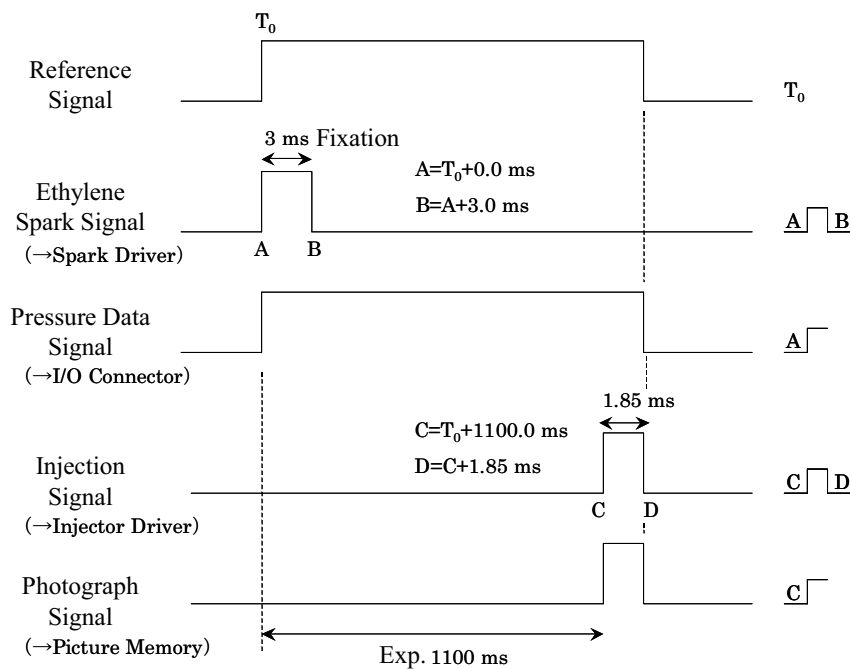 T₀
Reference
Signal
T₀
3 ms Fixation
A=T₀+0.0 ms
B=A+3.0 ms
Ethylene
Spark Signal
(→Spark Driver)
A B
A B
Pressure Data
Signal
(→I/O Connector)
A
1.85 ms
C=T₀+1100.0 ms
D=C+1.85 ms
Injection
Signal
(→Injector Driver)
C D
C D
Photograph
Signal
(→Picture Memory)
C
Exp. 1100 ms